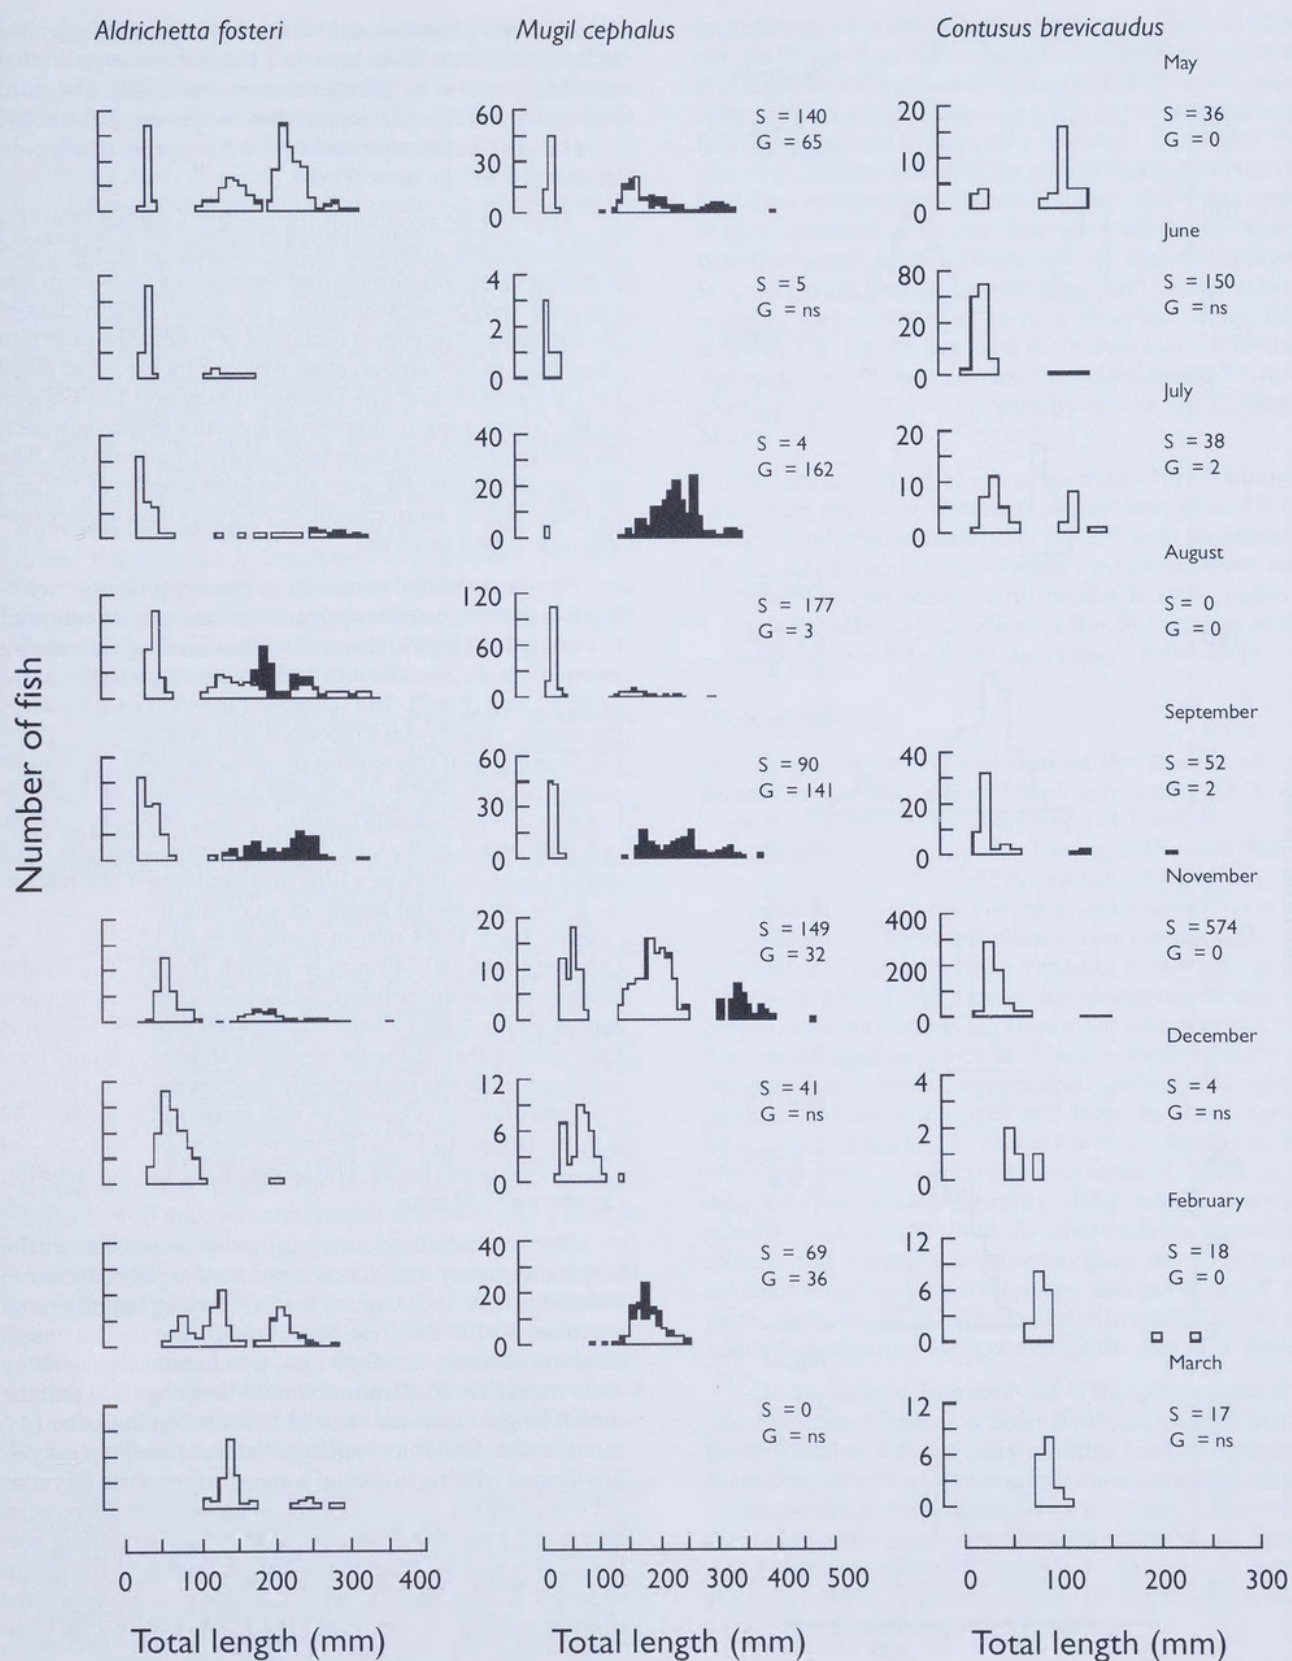 Aldrichetta fosteri Mugil cephalus Contusus brevicaudus
May
60
30
0
S = 140
G = 65
20
10
0
S = 36
G = 0
June
4
2
0
S = 5
G = ns
80
20
0
S = 150
G = ns
July
40
20
0
S = 4
G = 162
20
10
0
S = 38
G = 2
August
120
60
0
S = 177
G = 3
S = 0
G = 0
September
60
30
0
S = 90
G = 141
40
20
0
S = 52
G = 2
November
20
10
0
S = 149
G = 32
400
200
0
S = 574
G = 0
December
12
6
0
S = 41
G = ns
4
2
0
S = 4
G = ns
February
40
20
0
S = 69
G = 36
12
6
0
S = 18
G = 0
March
S = 0
G = ns
12
6
0
S = 17
G = ns
Number of fish
0 100 200 300 400
0 100 200 300 400 500
0 100 200 300
Total length (mm) Total length (mm) Total length (mm)